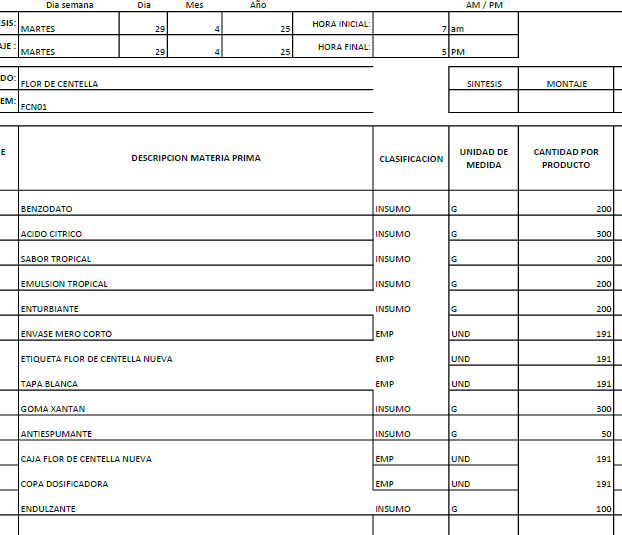 Dia semana Dia Mes Año AM / PM
SIS: MARTES 29 4 25 HORA INICIAL: 7 am
AJE : MARTES 29 4 25 HORA FINAL: 5 PM
DO: FLOR DE CENTELLA SINTESIS MONTAJE
EM: FCN01
E DESCRIPCION MATERIA PRIMA CLASIFICACION UNIDAD DE MEDIDA CANTIDAD POR PRODUCTO
BENZODATO INSUMO G 200
ACIDO CITRICO INSUMO G 300
SABOR TROPICAL INSUMO G 200
EMULSION TROPICAL INSUMO G 200
ENTURBIANTE INSUMO G 200
ENVASE MERO CORTO EMP UND 191
ETIQUETA FLOR DE CENTELLA NUEVA EMP UND 191
TAPA BLANCA EMP UND 191
GOMA XANTAN INSUMO G 300
ANTIESPUMANTE INSUMO G 50
CAJA FLOR DE CENTELLA NUEVA EMP UND 191
COPA DOSIFICADORA EMP UND 191
ENDULZANTE INSUMO G 100